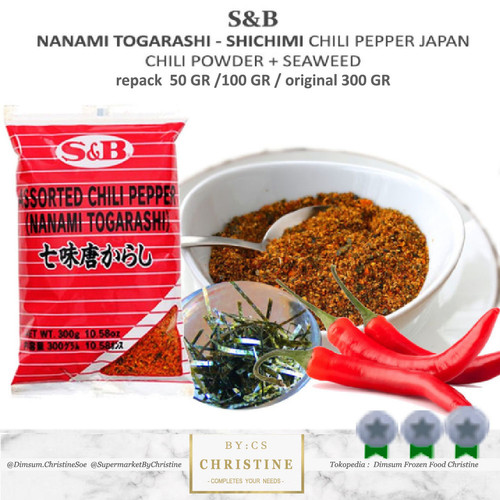 S&B
NANAMI TOGARASHI - SHICHIMI CHILI PEPPER JAPAN
CHILI POWDER + SEAWEED
repack 50 GR /100 GR / original 300 GR
S&B
ASSORTED CHILI PEPPER
(NANAMI TOGARASHI)
七味唐からし
NET WT. 300g 10.58oz
内容量 300グラム 10.58オンス
BY:CS
CHRISTINE
- COMPLETES YOUR NEEDS -
@Dimsum.ChristineSoe @SupermarketByChristine
Tokopedia : Dimsum Frozen Food Christine